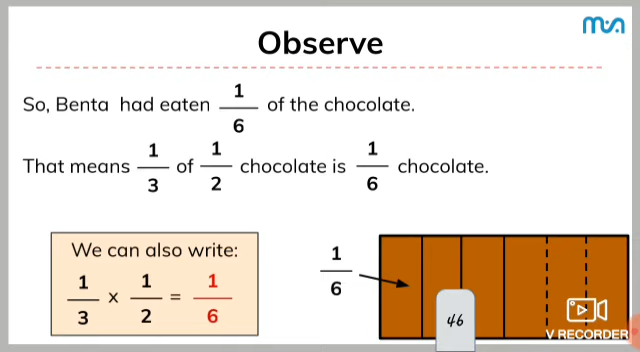 msn
Observe
So, Benta had eaten 1/6 of the chocolate.
That means 1/3 of 1/2 chocolate is 1/6 chocolate.
We can also write:
1/3 x 1/2 = 1/6
1/6
46
V RECORDER